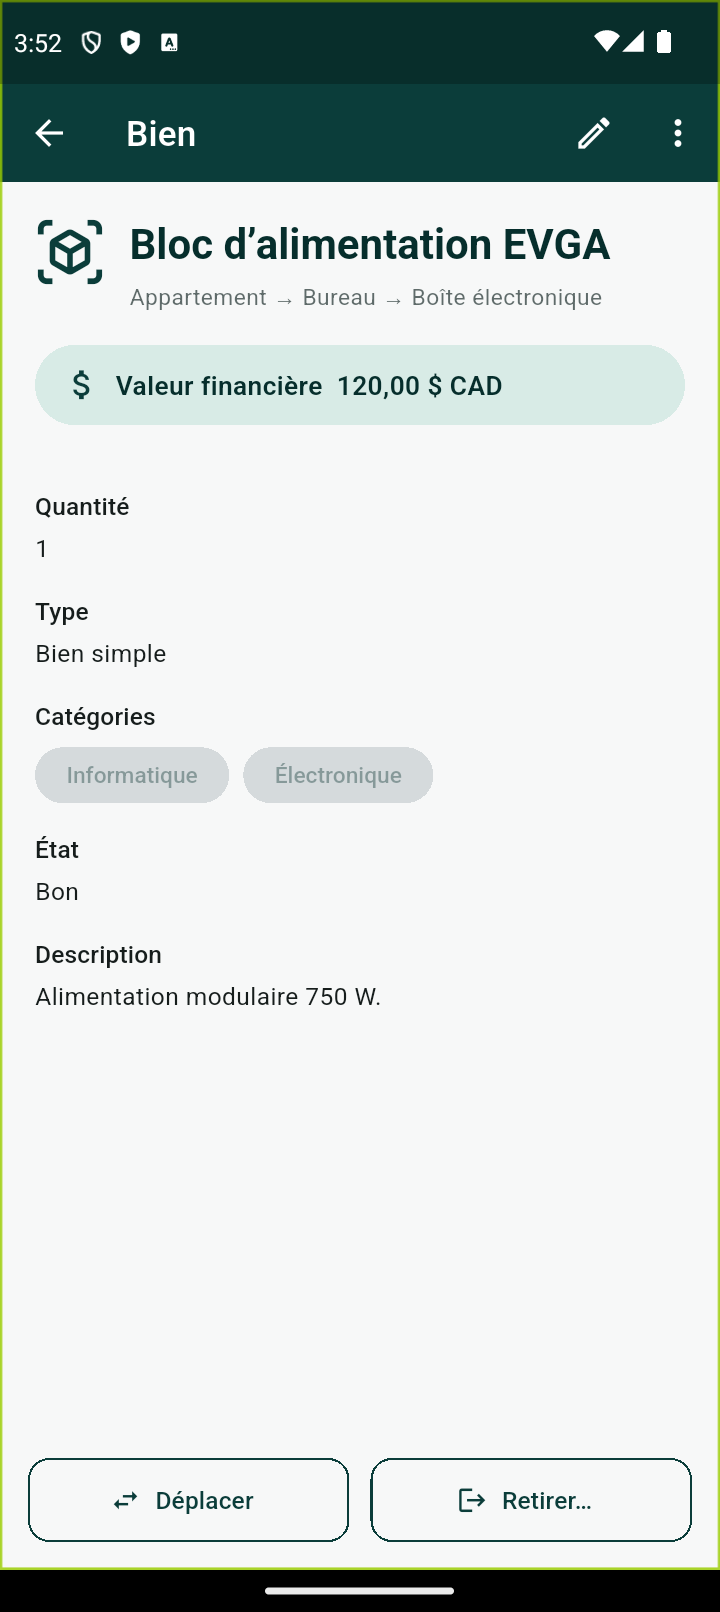 3:52
Bien
Bloc d’alimentation EVGA
Appartement → Bureau → Boîte électronique
$ Valeur financière 120,00 $ CAD
Quantité
1
Type
Bien simple
Catégories
Informatique Électronique
État
Bon
Description
Alimentation modulaire 750 W.
Déplacer Retirer…